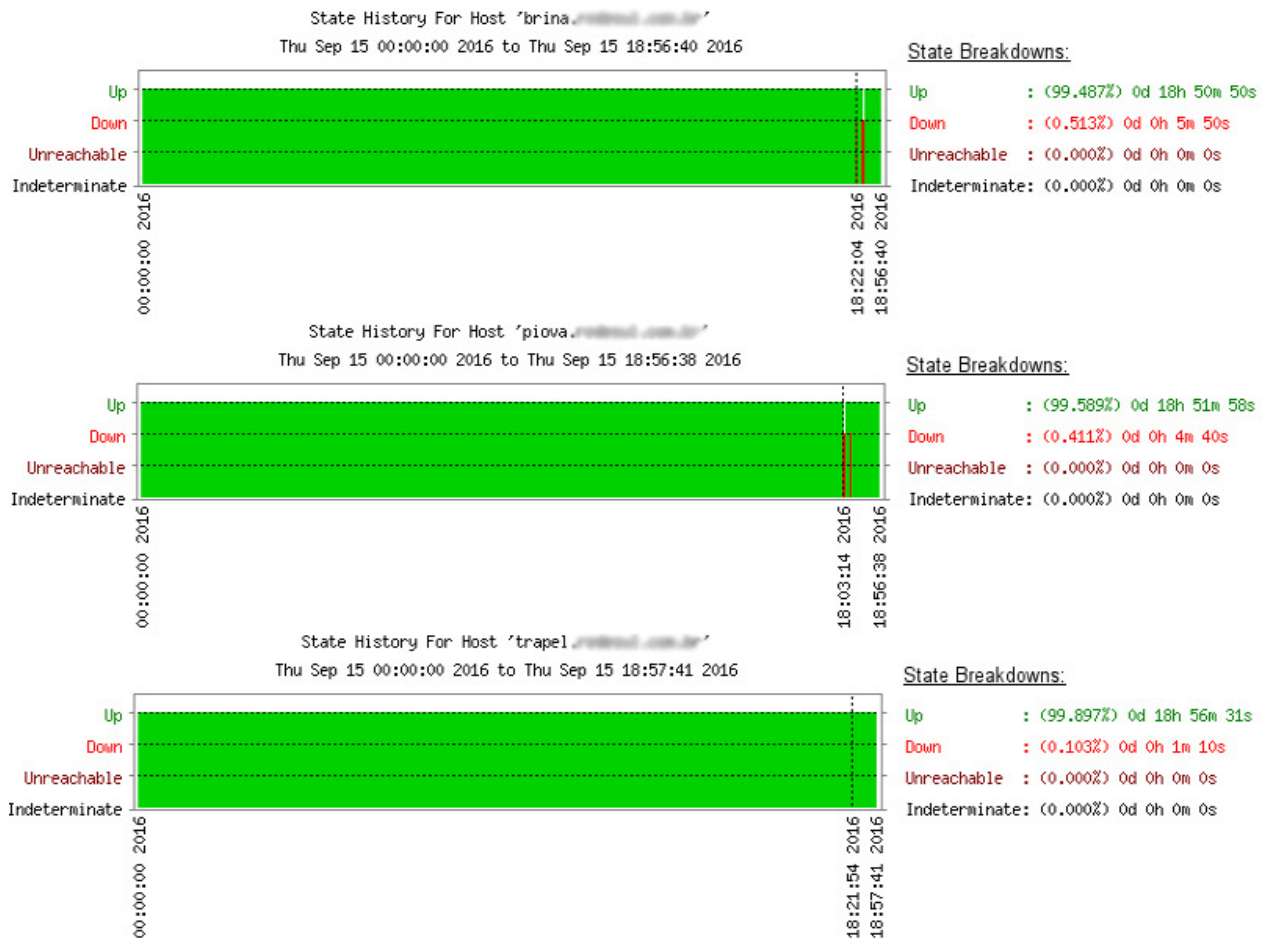 State History For Host 'brina.
Thu Sep 15 00:00:00 2016 to Thu Sep 15 18:56:40 2016
State Breakdowns:
Up
Down
Unreachable
Indeterminate
Up : (99.487%) 0d 18h 50m 50s
Down : (0.513%) 0d 0h 5m 50s
Unreachable : (0.000%) 0d 0h 0m 0s
Indeterminate: (0.000%) 0d 0h 0m 0s
00:00:00 2016
18:22:04 2016
18:56:40 2016
State History For Host 'piova.
Thu Sep 15 00:00:00 2016 to Thu Sep 15 18:56:38 2016
State Breakdowns:
Up
Down
Unreachable
Indeterminate
Up : (99.589%) 0d 18h 51m 58s
Down : (0.411%) 0d 0h 4m 40s
Unreachable : (0.000%) 0d 0h 0m 0s
Indeterminate: (0.000%) 0d 0h 0m 0s
00:00:00 2016
18:03:14 2016
18:56:38 2016
State History For Host 'trapel.
Thu Sep 15 00:00:00 2016 to Thu Sep 15 18:57:41 2016
State Breakdowns:
Up
Down
Unreachable
Indeterminate
Up : (99.897%) 0d 18h 56m 31s
Down : (0.103%) 0d 0h 1m 10s
Unreachable : (0.000%) 0d 0h 0m 0s
Indeterminate: (0.000%) 0d 0h 0m 0s
00:00:00 2016
18:21:54 2016
18:57:41 2016